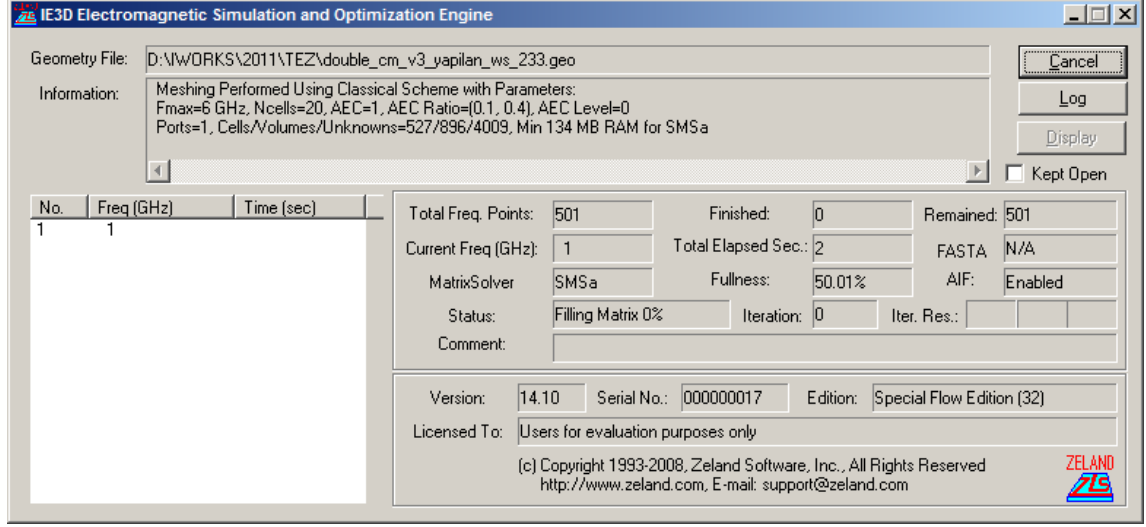 IE3D Electromagnetic Simulation and Optimization Engine
Geometry File: D:\IWORKS\2011\TEZ\double_cm_v3_yapilan_ws_233.geo Cancel
Information: Meshing Performed Using Classical Scheme with Parameters:
Fmax=6 GHz, Ncells=20, AEC=1, AEC Ratio=(0.1, 0.4), AEC Level=0
Ports=1, Cells/Volumes/Unknowns=527/896/4009, Min 134 MB RAM for SMSa
Log
Display
Kept Open
No. Freq (GHz) Time (sec)
1 1
Total Freq. Points: 501 Finished: 0 Remained: 501
Current Freq (GHz): 1 Total Elapsed Sec.: 2 FASTA N/A
MatrixSolver SMSa Fullness: 50.01% AIF: Enabled
Status: Filling Matrix 0% Iteration: 0 Iter. Res.:
Comment:
Version: 14.10 Serial No.: 000000017 Edition: Special Flow Edition (32)
Licensed To: Users for evaluation purposes only
(c) Copyright 1993-2008, Zeland Software, Inc., All Rights Reserved
http://www.zeland.com, E-mail: support@zeland.com
ZELAND
ZLS